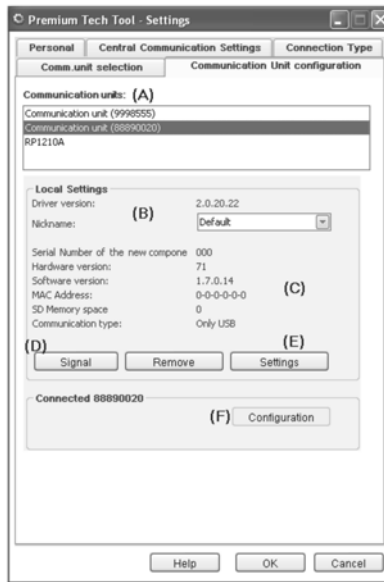 Premium Tech Tool - Settings
Personal Central Communication Settings Connection Type
Comm.unit selection Communication Unit configuration
Communication units: (A)
Communication unit (9998555)
Communication unit (88890020)
RP1210A
Local Settings
Driver version: (B) 2.0.20.22
Nickname: Default
Serial Number of the new compone 000
Hardware version: 71
Software version: 1.7.0.14
MAC Address: 0-0-0-0-0-0 (C)
SD Memory space 0
Communication type: Only USB
(D) (E)
Signal Remove Settings
Connected 88890020
(F) Configuration
Help OK Cancel